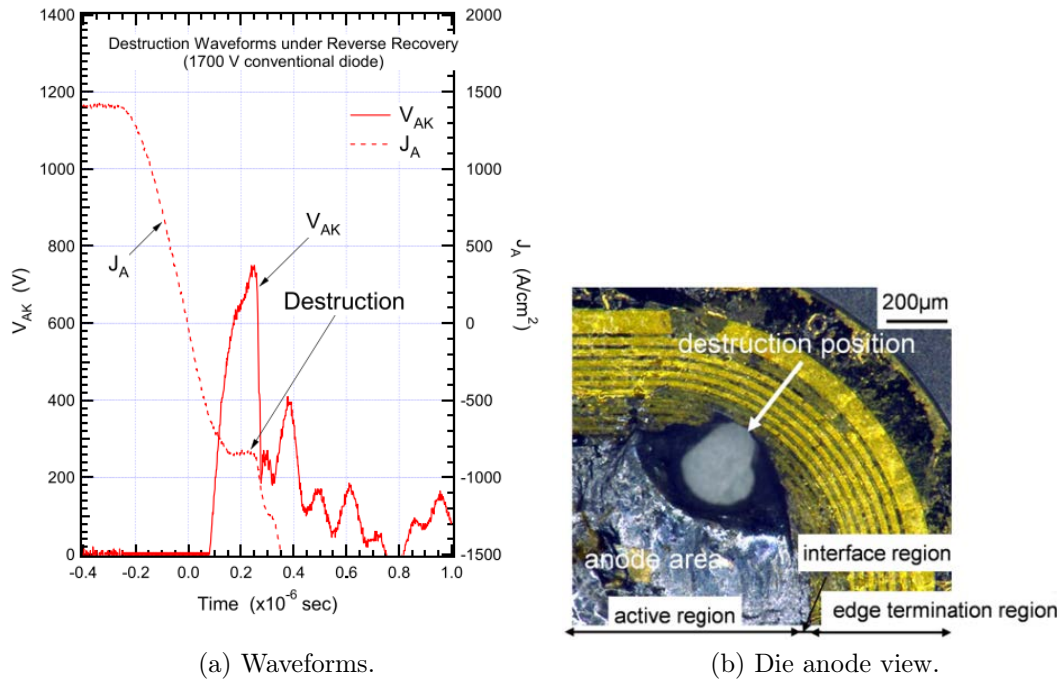 Destruction Waveforms under Reverse Recovery
(1700 V conventional diode)
1400
1200
1000
800
600
400
200
0
V_AK (V)
2000
1500
1000
500
0
-500
-1000
-1500
J_A (A/cm²)
V_AK
J_A
V_AK
J_A
Destruction
-0.4
-0.2
0.0
0.2
0.4
0.6
0.8
1.0
Time (x10⁻⁶ sec)
(a) Waveforms.
200µm
destruction position
interface region
anode area
active region
edge termination region
(b) Die anode view.